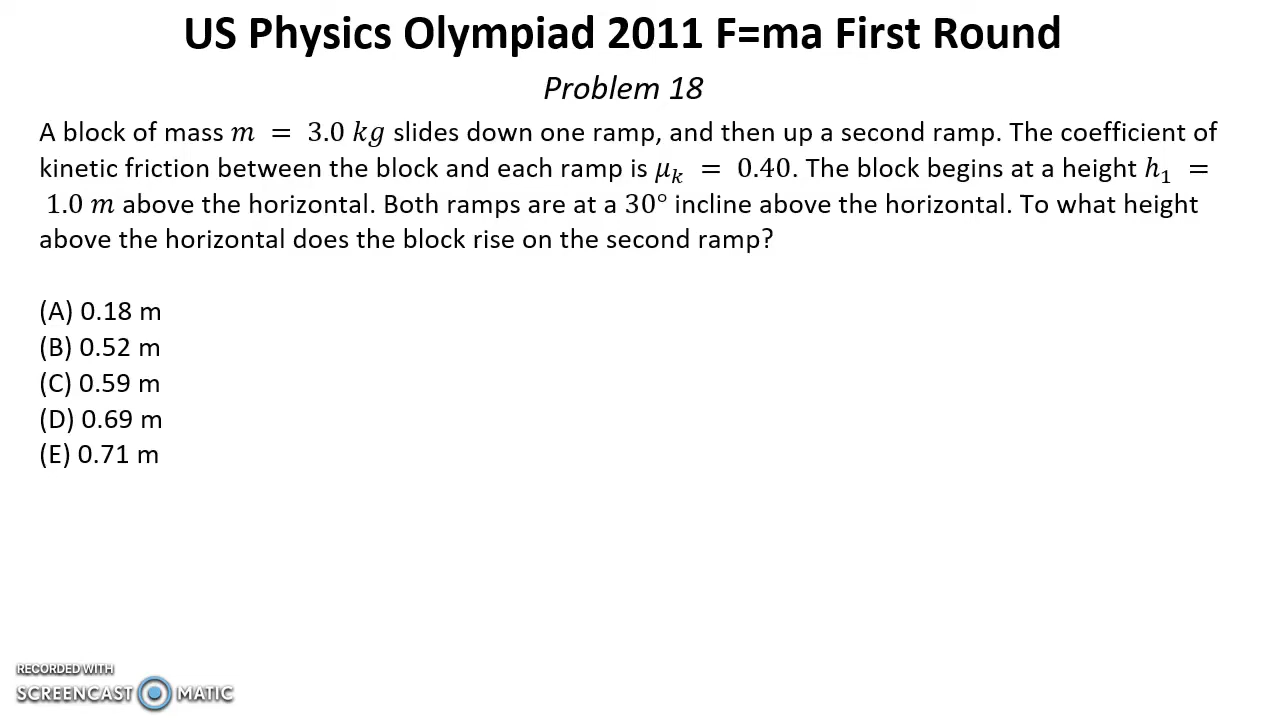 US Physics Olympiad 2011 F=ma First Round
Problem 18
A block of mass m = 3.0 kg slides down one ramp, and then up a second ramp. The coefficient of
kinetic friction between the block and each ramp is μₖ = 0.40. The block begins at a height h₁ =
1.0 m above the horizontal. Both ramps are at a 30° incline above the horizontal. To what height
above the horizontal does the block rise on the second ramp?
(A) 0.18 m
(B) 0.52 m
(C) 0.59 m
(D) 0.69 m
(E) 0.71 m
RECORDED WITH
SCREENCAST MATIC